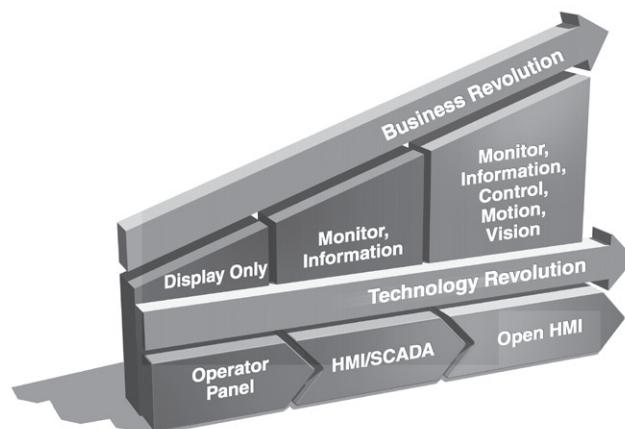 Business Revolution
Display Only
Monitor,
Information
Monitor,
Information,
Control,
Motion,
Vision
Technology Revolution
Operator
Panel
HMI/SCADA
Open HMI